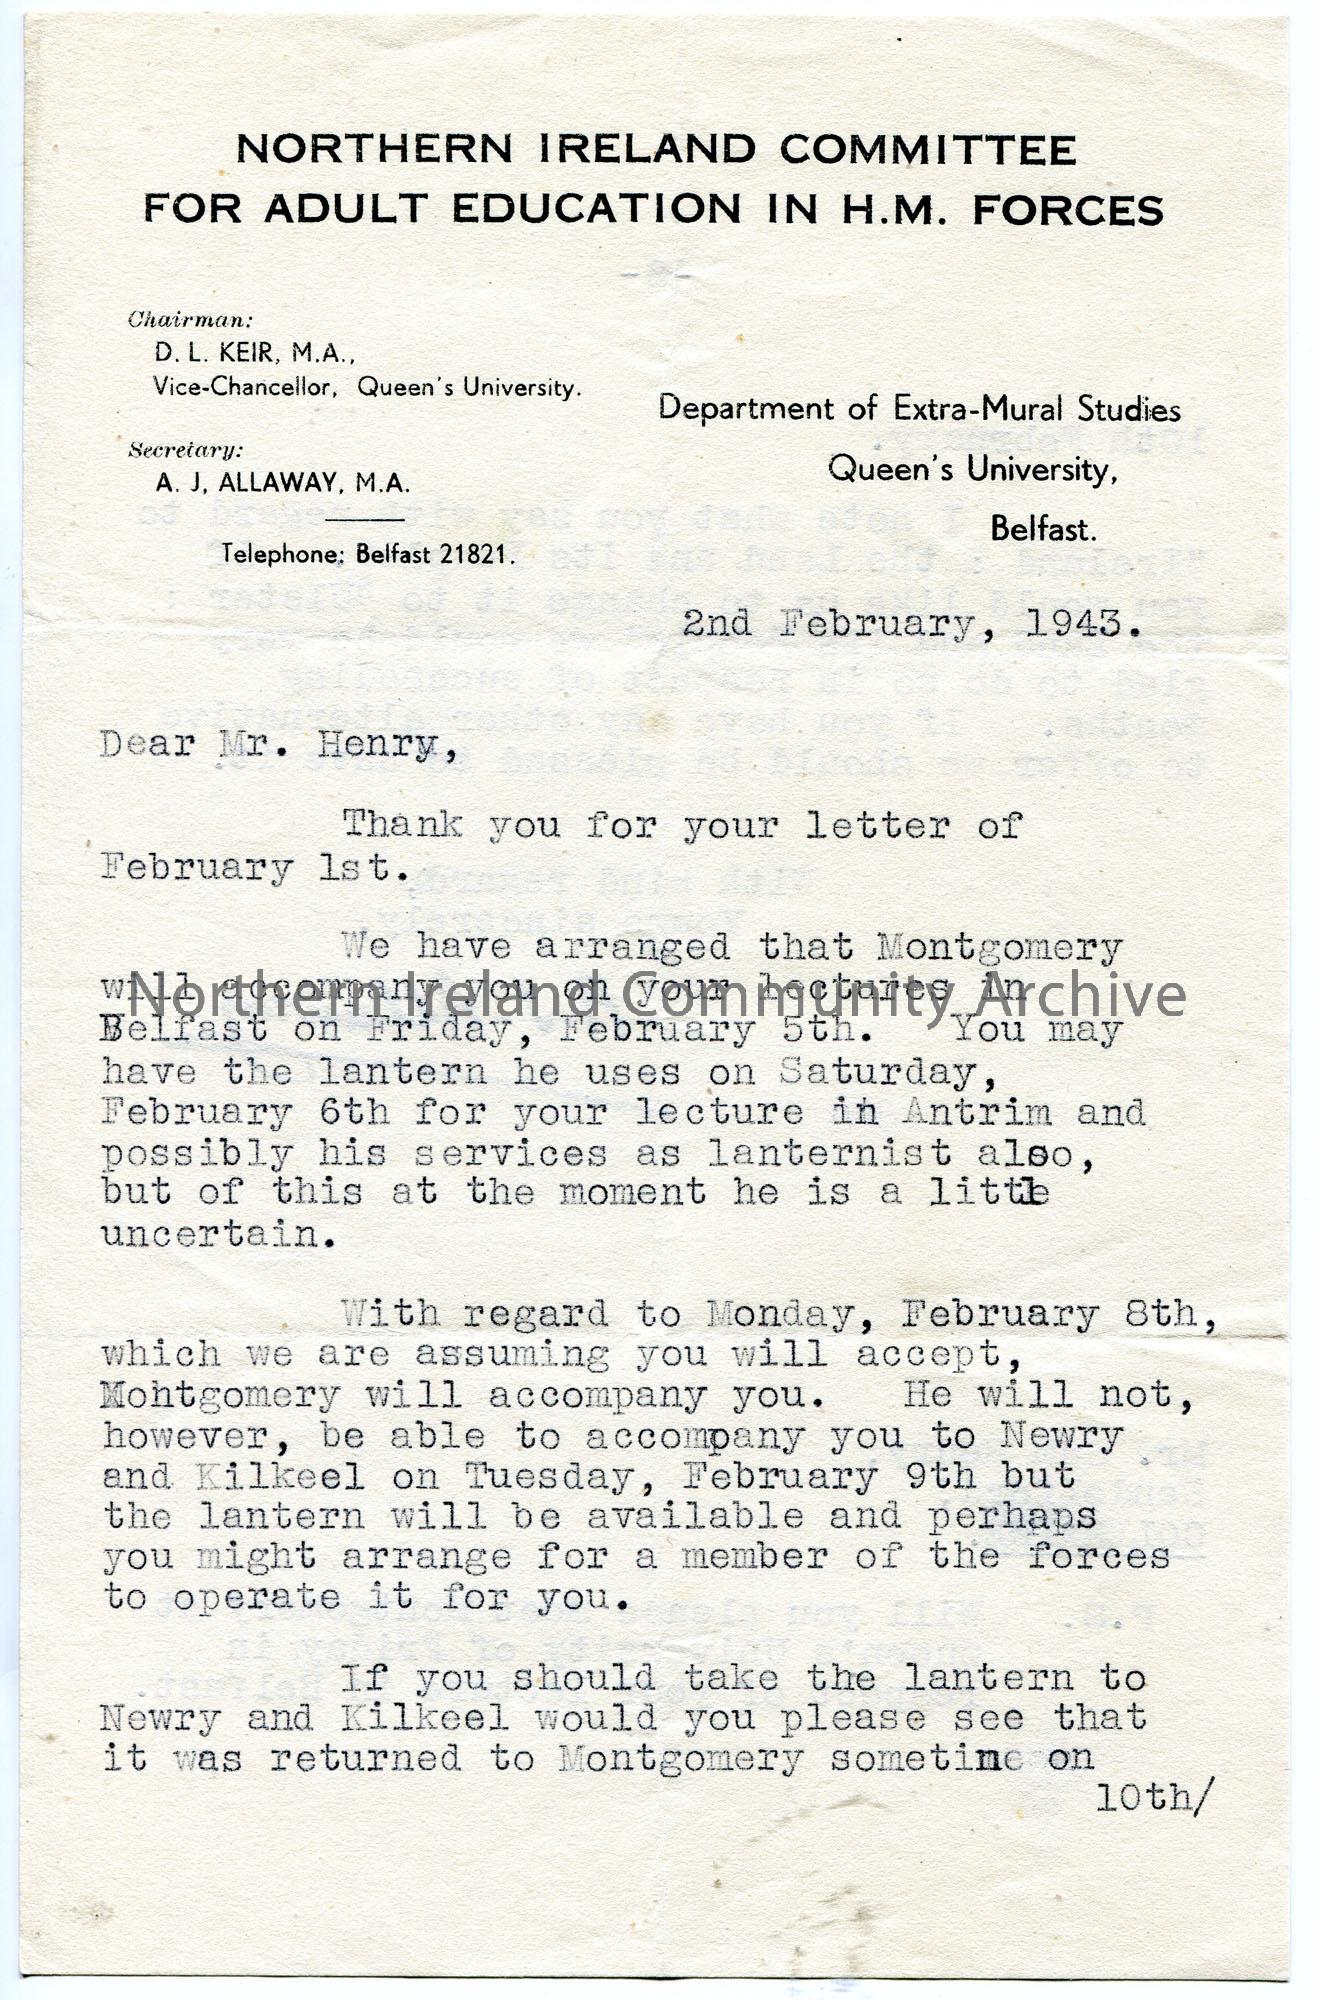 NORTHERN IRELAND COMMITTEE
FOR ADULT EDUCATION IN H.M. FORCES
Chairman:
D. L. KEIR, M.A.,
Vice-Chancellor, Queen's University.
Secretary:
A. J. ALLAWAY, M.A.
Telephone: Belfast 21821.
Department of Extra-Mural Studies
Queen's University,
Belfast.
2nd February, 1943.
Dear Mr. Henry,
Thank you for your letter of
February 1st.
We have arranged that Montgomery
will accompany you on your lectures in
Northern Ireland Community Archive
Belfast on Friday, February 5th. You may
have the lantern he uses on Saturday,
February 6th for your lecture in Antrim and
possibly his services as lanternist also,
but of this at the moment he is a little
uncertain.
With regard to Monday, February 8th,
which we are assuming you will accept,
Mohtgomery will accompany you. He will not,
however, be able to accompany you to Newry
and Kilkeel on Tuesday, February 9th but
the lantern will be available and perhaps
you might arrange for a member of the forces
to operate it for you.
If you should take the lantern to
Newry and Kilkeel would you please see that
it was returned to Montgomery sometime on
10th/